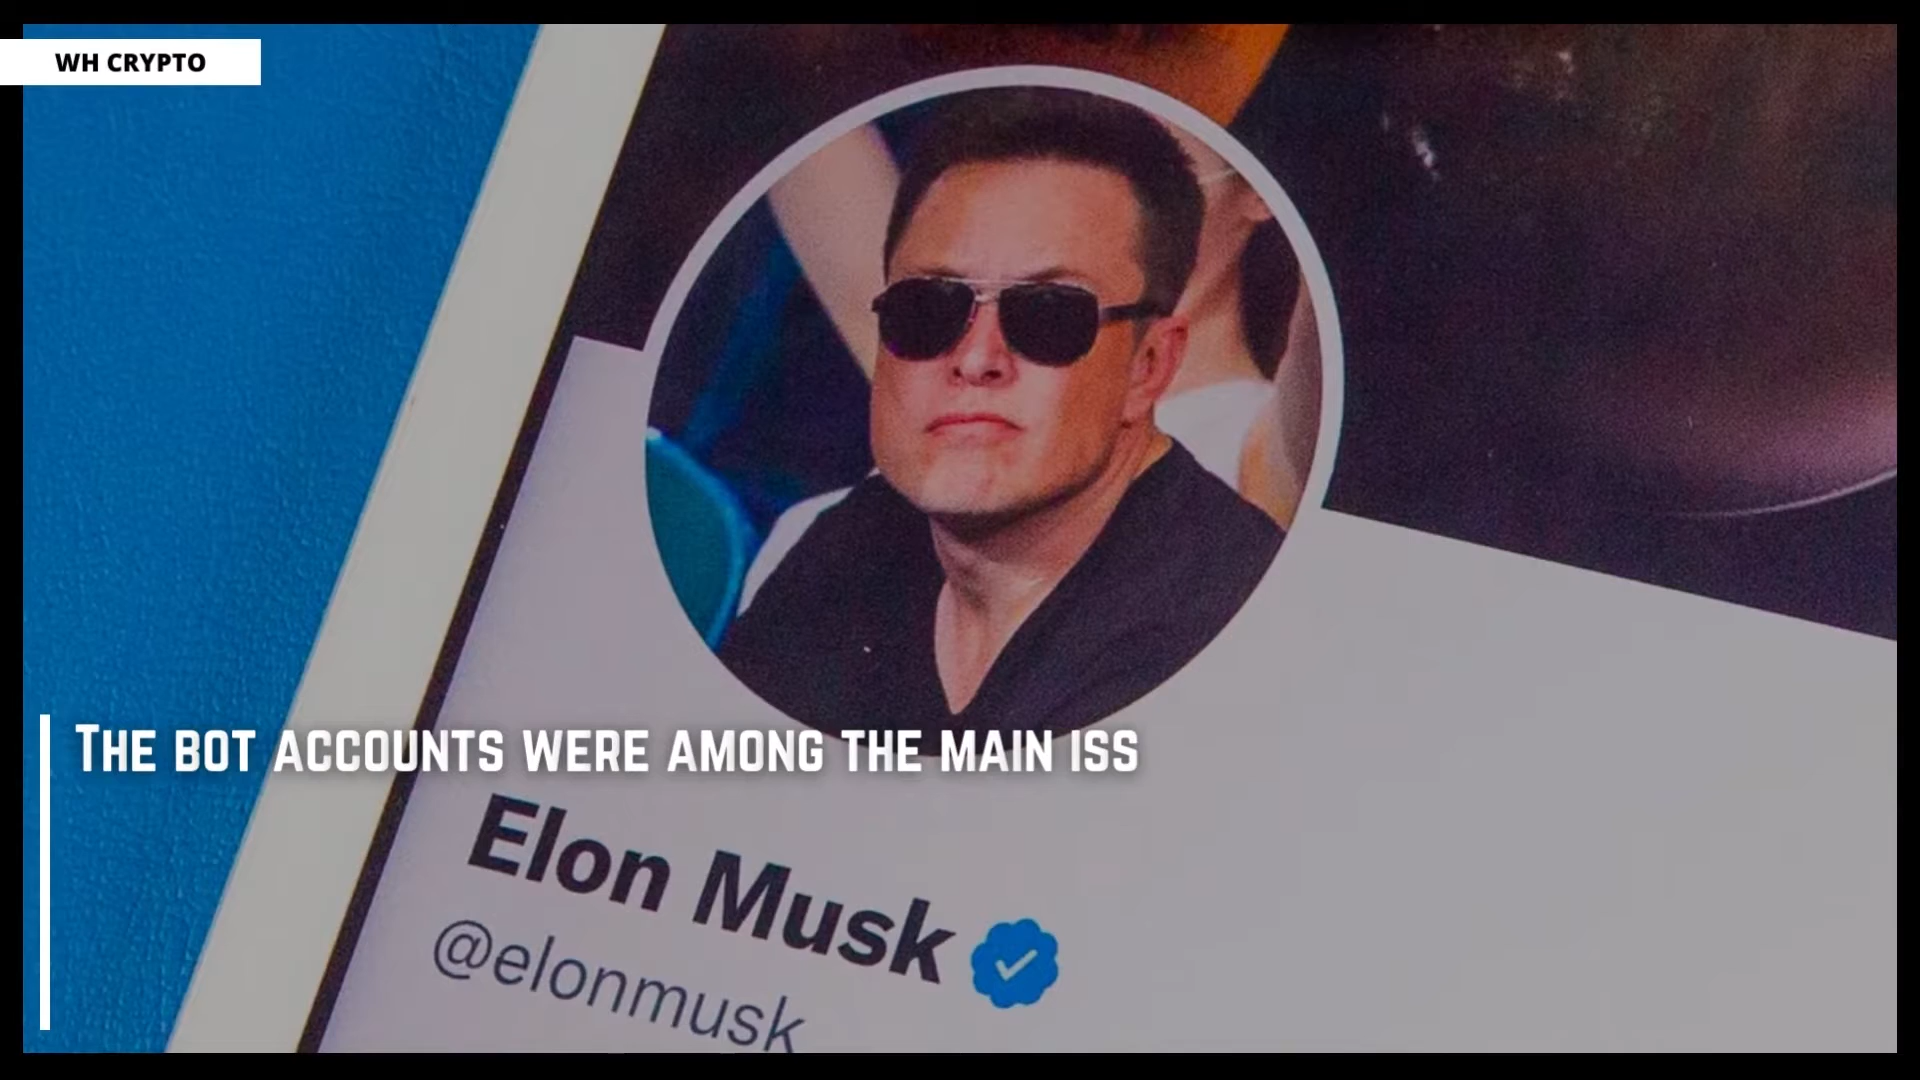 WH CRYPTO
The bot accounts were among the main iss
Elon Musk
@elonmusk